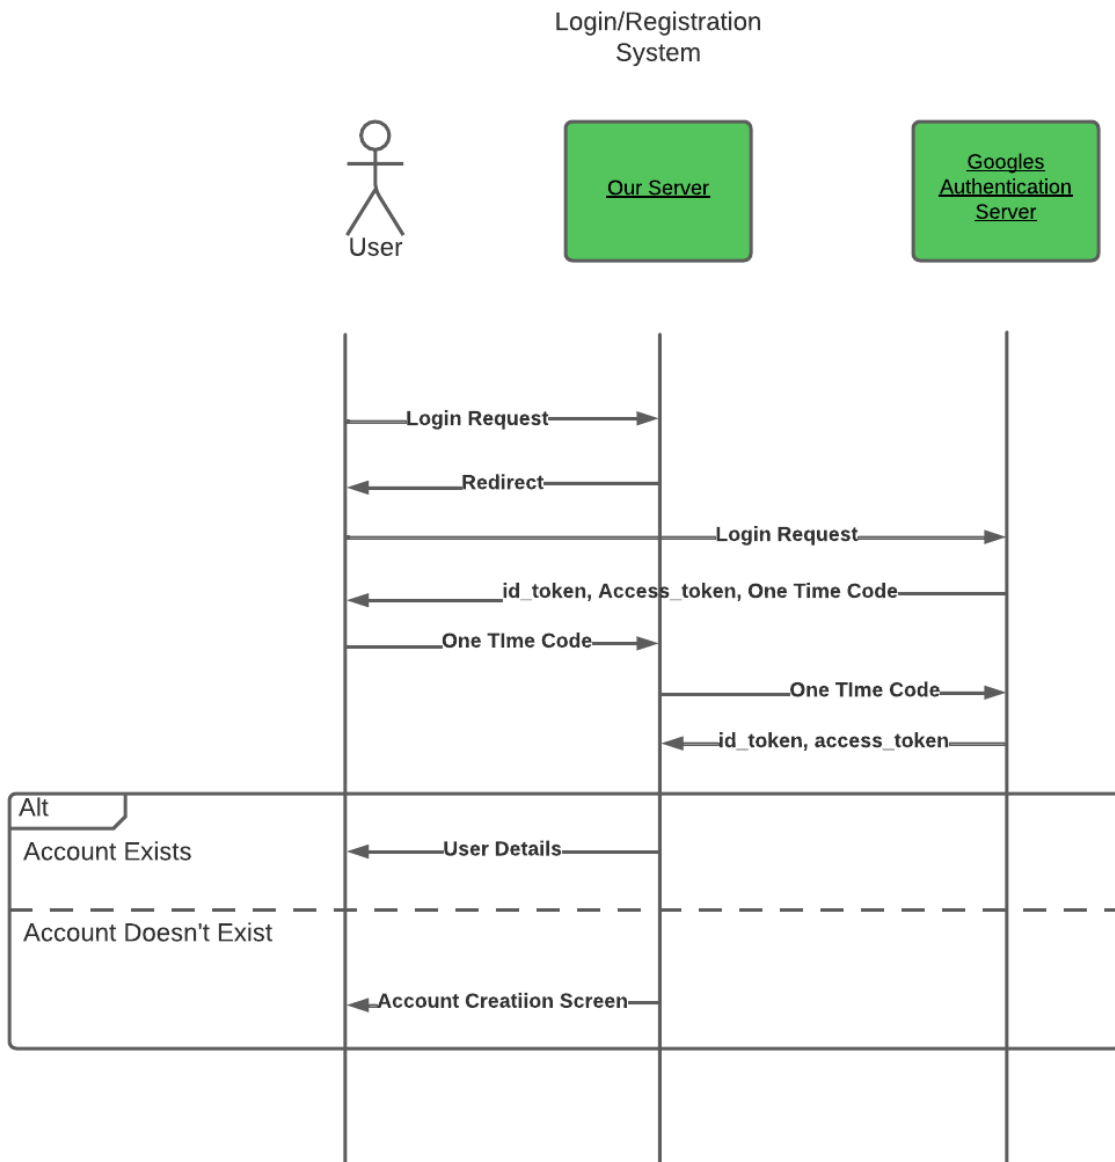 Login/Registration
System
User
Our Server
Googles
Authentication
Server
Login Request
Redirect
Login Request
id_token, Access_token, One Time Code
One TIme Code
One TIme Code
id_token, access_token
Alt
Account Exists
User Details
Account Doesn't Exist
Account Creatiion Screen